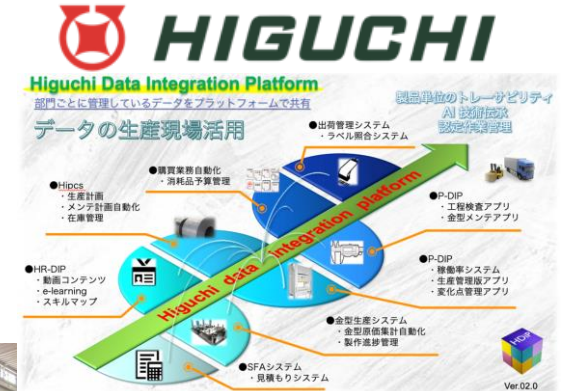 HIGUCHI
Higuchi Data Integration Platform
部門ごとに管理しているデータをプラットフォームで共有
製品単位のトレーサビリティ
AI 技術伝承
認定作業管理
データの生産現場活用
●出荷管理システム
・ラベル照合システム
●購買業務自動化
・消耗品予算管理
●Hipcs
・生産計画
・メンテ計画自動化
・在庫管理
●P-DIP
・工程検査アプリ
・金型メンテアプリ
Higuchi data integration platform
●HR-DIP
・動画コンテンツ
・e-learning
・スキルマップ
●P-DIP
・稼働率システム
・生産管理版アプリ
・変化点管理アプリ
●金型生産システム
・金型原価集計自動化
・製作進捗管理
●SFAシステム
・見積もりシステム
HDIP
Ver.02.0